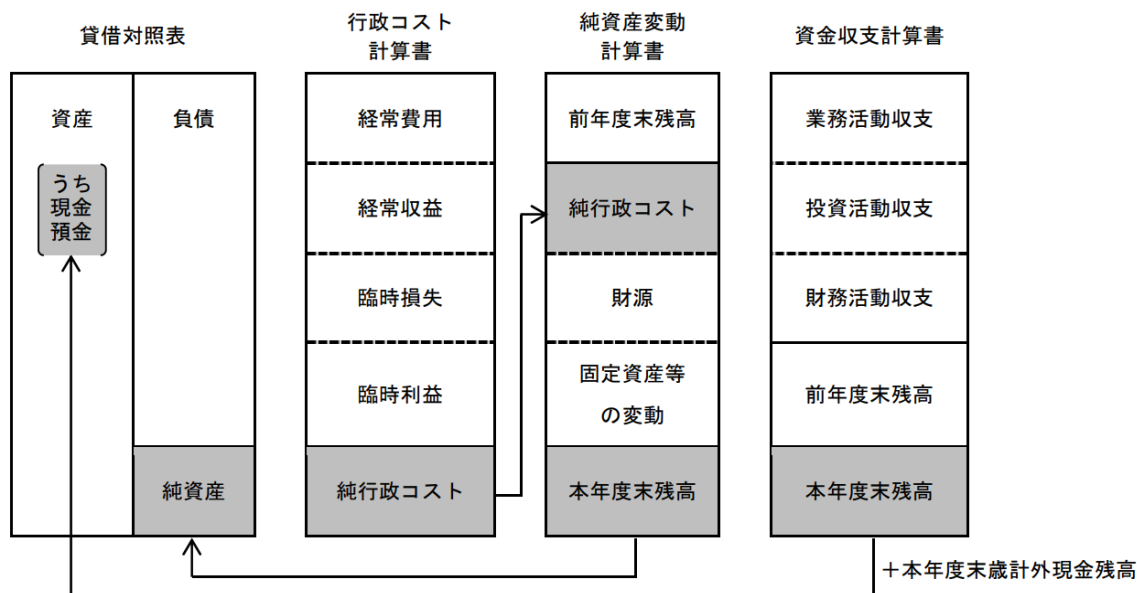 貸借対照表
行政コスト
計算書
純資産変動
計算書
資金収支計算書
資産
負債
うち
現金
預金
純資産
経常費用
経常収益
臨時損失
臨時利益
純行政コスト
前年度末残高
純行政コスト
財源
固定資産等
の変動
本年度末残高
業務活動収支
投資活動収支
財務活動収支
前年度末残高
本年度末残高
＋本年度末歳計外現金残高